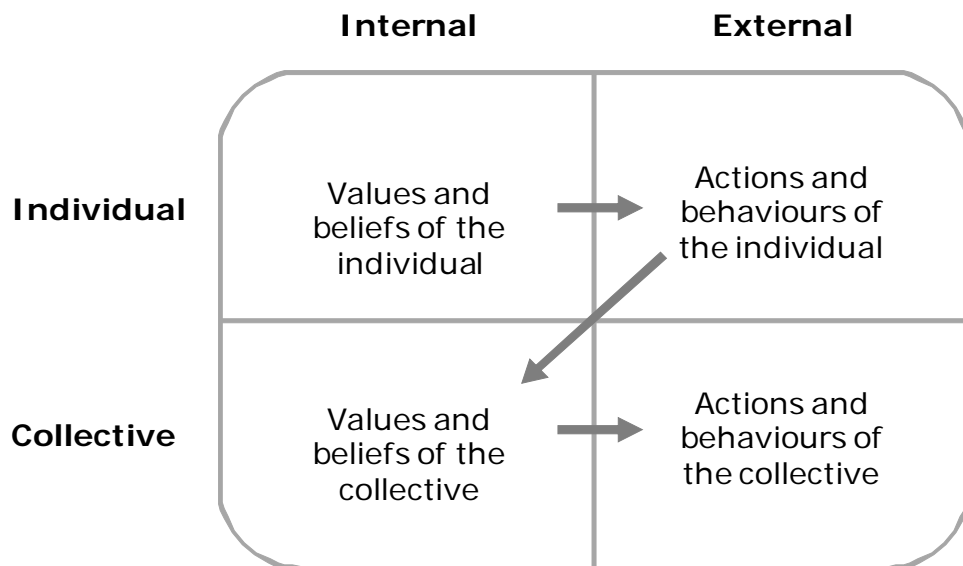 Internal
External
Individual
Values and
beliefs of the
individual
Actions and
behaviours of
the individual
Collective
Values and
beliefs of the
collective
Actions and
behaviours of
the collective